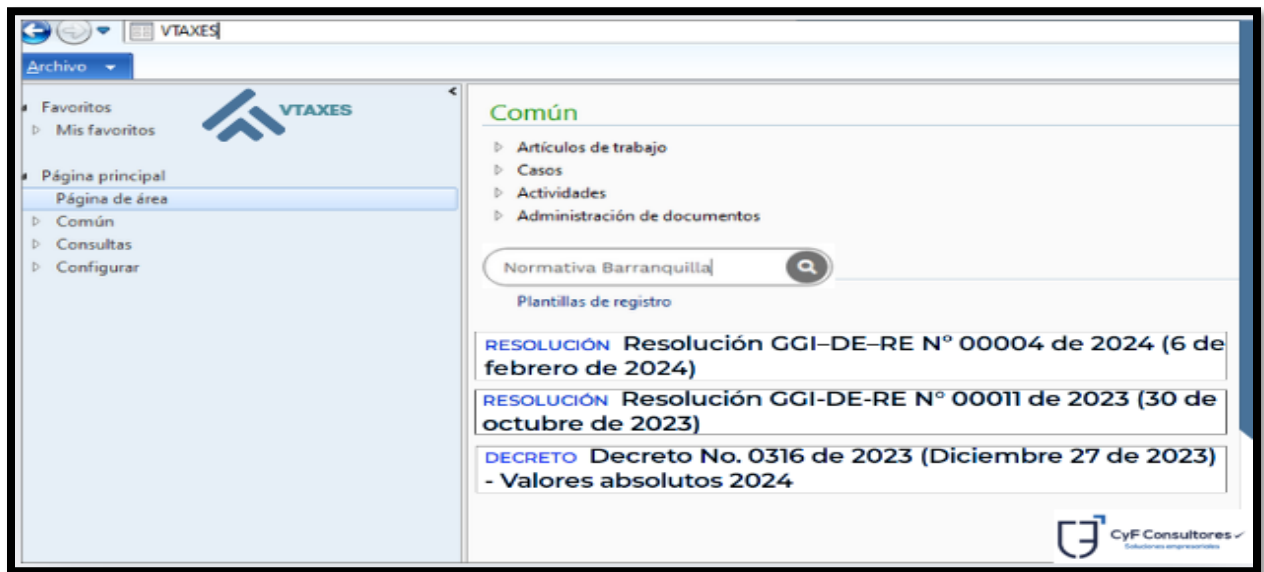 VTAXES
Archivo
Favoritos
Mis favoritos
VTAXES
Página principal
Página de área
Común
Consultas
Configurar
Común
Artículos de trabajo
Casos
Actividades
Administración de documentos
Normativa Barranquilla
Plantillas de registro
RESOLUCIÓN Resolución GGI–DE–RE N° 00004 de 2024 (6 de
febrero de 2024)
RESOLUCIÓN Resolución GGI-DE-RE N° 00011 de 2023 (30 de
octubre de 2023)
DECRETO Decreto No. 0316 de 2023 (Diciembre 27 de 2023)
- Valores absolutos 2024
CyF Consultores
Soluciones empresariales